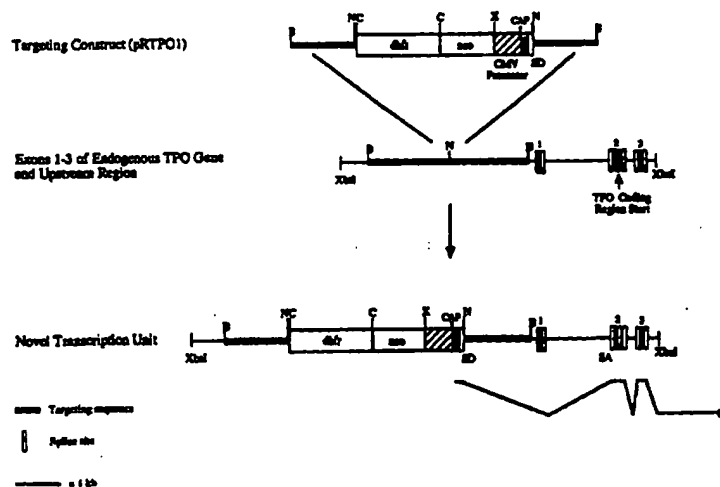 Targeting Construct (pRTPO1)
NC C X CAP N
dhfr neo
CMV
Promoter
SD
Exons 1-3 of Endogenous TPO Gene
and Upstream Region
N 1 2 3
XbaI XbaI
TPO Coding
Region Start
NC C X CAP N
Novel Transcription Unit
dhfr neo
1 2 3
XbaI SD SA XbaI
Targeting sequence
Splice site
= 1 kb